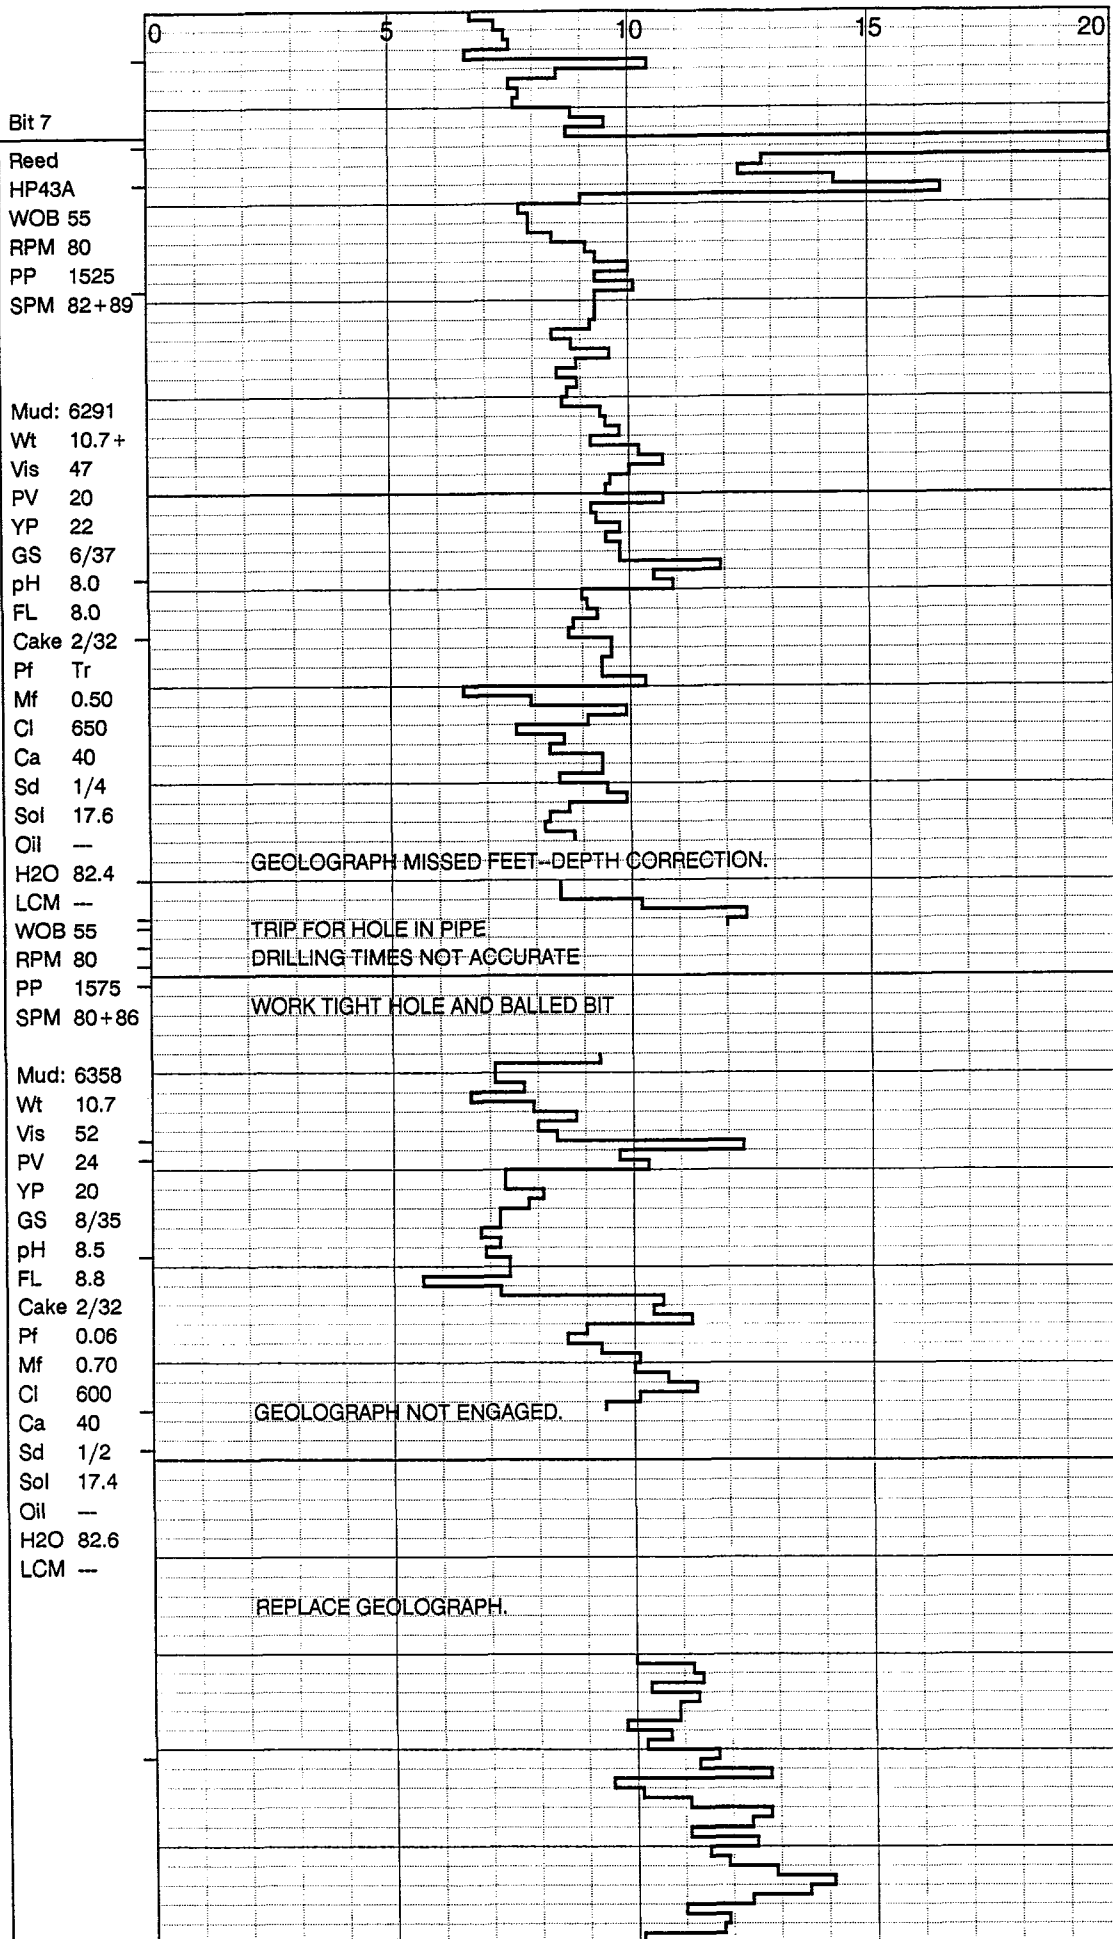 0 5 10 15 20
Bit 7
Reed
HP43A
WOB 55
RPM 80
PP 1525
SPM 82+89
Mud: 6291
Wt 10.7+
Vis 47
PV 20
YP 22
GS 6/37
pH 8.0
FL 8.0
Cake 2/32
Pf Tr
Mf 0.50
Cl 650
Ca 40
Sd 1/4
Sol 17.6
Oil ---
GEOLOGRAPH MISSED FEET--DEPTH CORRECTION.
H2O 82.4
LCM ---
WOB 55 TRIP FOR HOLE IN PIPE
RPM 80 DRILLING TIMES NOT ACCURATE
PP 1575
WORK TIGHT HOLE AND BALLED BIT
SPM 80+86
Mud: 6358
Wt 10.7
Vis 52
PV 24
YP 20
GS 8/35
pH 8.5
FL 8.8
Cake 2/32
Pf 0.06
Mf 0.70
Cl 600
GEOLOGRAPH NOT ENGAGED.
Ca 40
Sd 1/2
Sol 17.4
Oil ---
H2O 82.6
LCM ---
REPLACE GEOLOGRAPH.